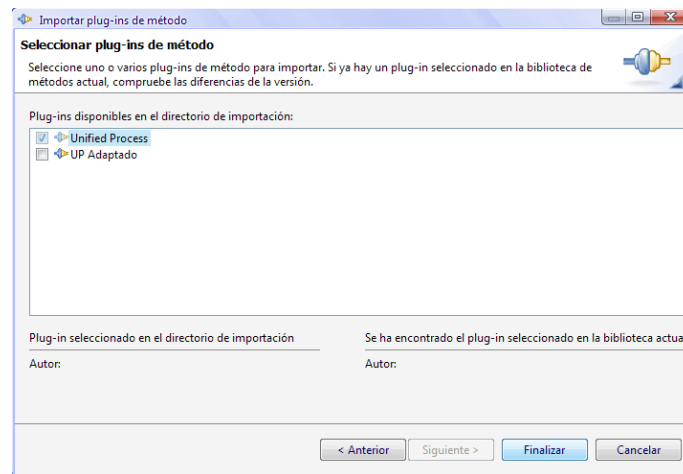 Importar plug-ins de método
Seleccionar plug-ins de método
Seleccione uno o varios plug-ins de método para importar. Si ya hay un plug-in seleccionado en la biblioteca de
métodos actual, compruebe las diferencias de la versión.
Plug-ins disponibles en el directorio de importación:
Unified Process
UP Adaptado
Plug-in seleccionado en el directorio de importación
Se ha encontrado el plug-in seleccionado en la biblioteca actua
Autor:
Autor:
< Anterior
Siguiente >
Finalizar
Cancelar